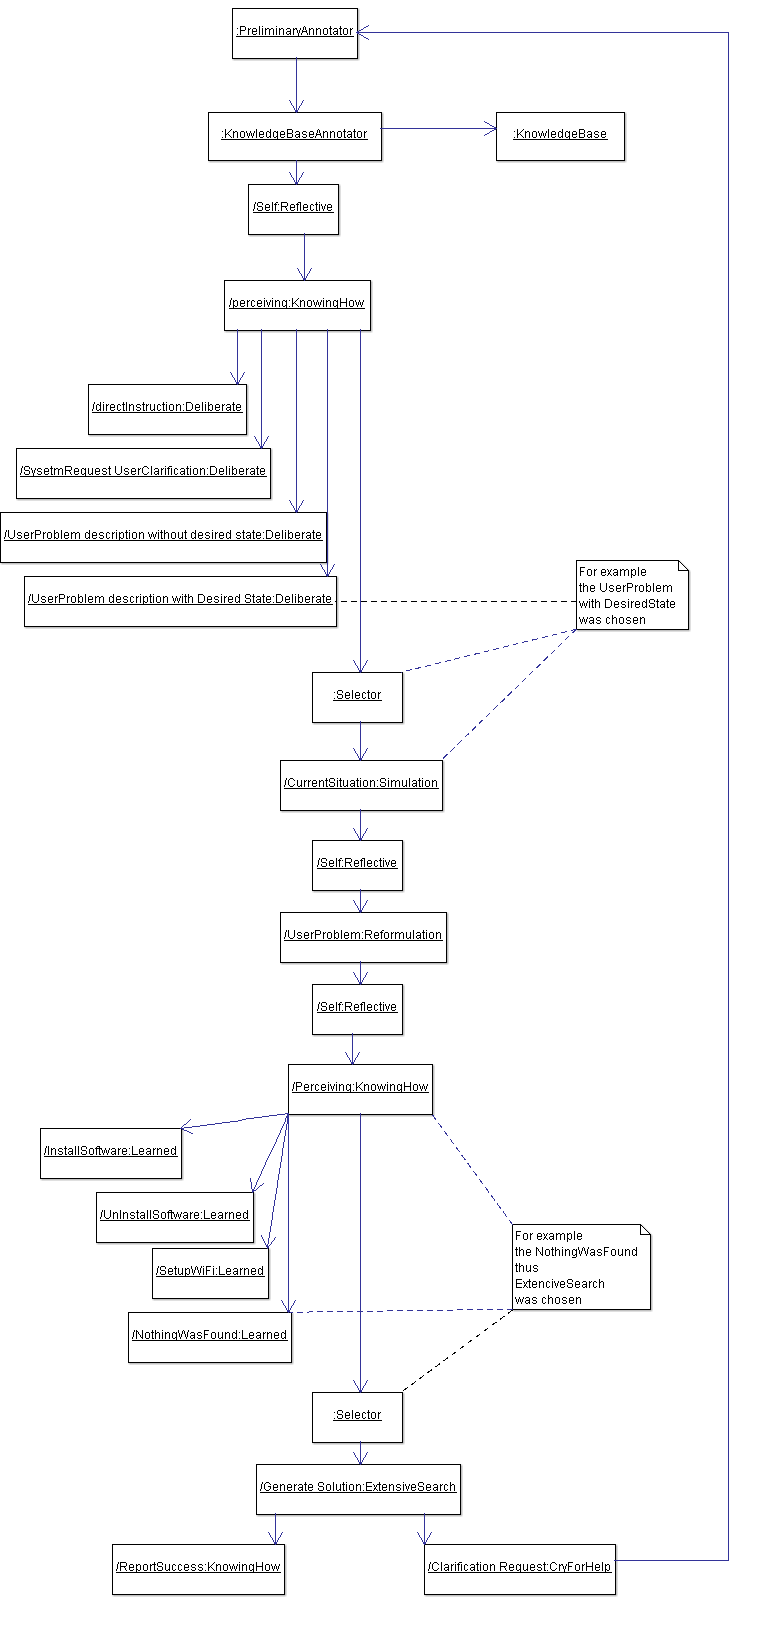 :PreliminaryAnnotator
:KnowledgeBaseAnnotator
:KnowledgeBase
/Self:Reflective
/perceiving:KnowingHow
/directInstruction:Deliberate
/SysetmRequest UserClarification:Deliberate
/UserProblem description without desired state:Deliberate
/UserProblem description with Desired State:Deliberate
For example
the UserProblem
with DesiredState
was chosen
:Selector
/CurrentSituation:Simulation
/Self:Reflective
/UserProblem:Reformulation
/Self:Reflective
/Perceiving:KnowingHow
/InstallSoftware:Learned
/UnInstallSoftware:Learned
/SetupWiFi:Learned
/NothingWasFound:Learned
For example
the NothingWasFound
thus
ExtenciveSearch
was chosen
:Selector
/Generate Solution:ExtensiveSearch
/ReportSuccess:KnowingHow
/Clarification Request:CryForHelp